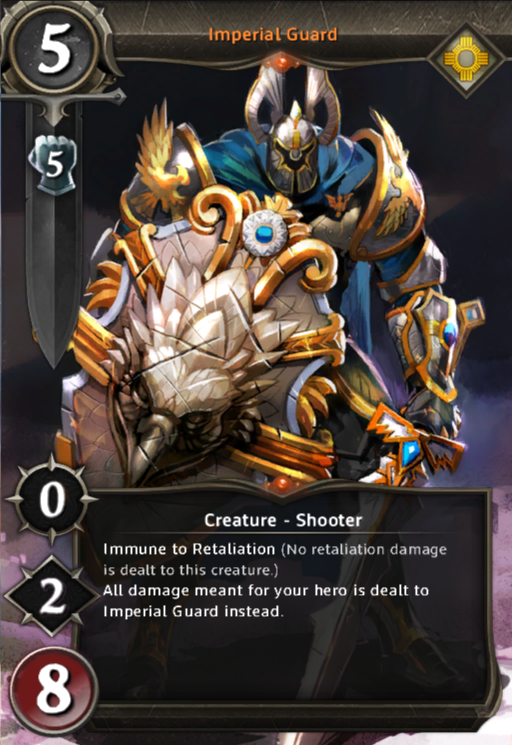 5
Imperial Guard
5
0
Creature - Shooter
Immune to Retaliation (No retaliation damage
is dealt to this creature.)
2
All damage meant for your hero is dealt to
Imperial Guard instead.
8